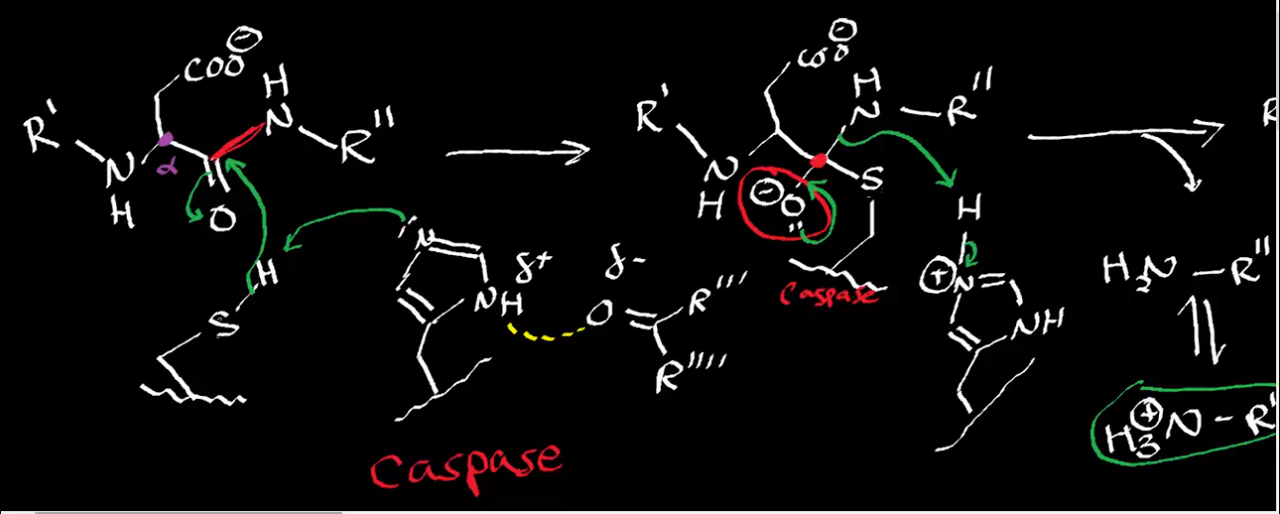 R' N H COO⊖ α O H N R''
H S
N NH δ+ δ- O R''' R''''
Caspase
R' N H COO⊖ H N R'' ⊖ O S
Caspase
H ⊕ N NH
R
H2N-R''
H3⊕N-R'